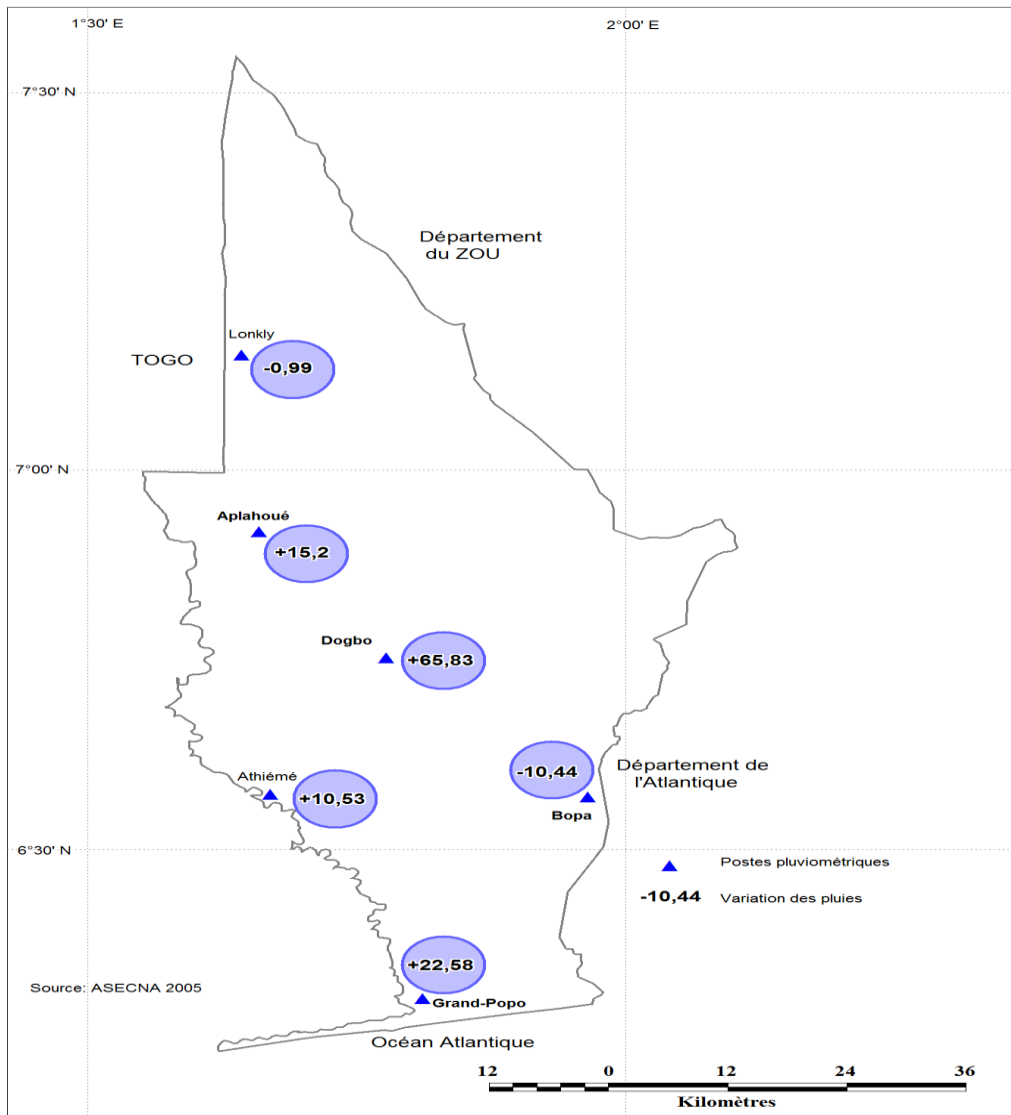 1°30' E
2°00' E
7°30' N
Département
du ZOU
Lonkly
TOGO
-0,99
7°00' N
Aplahoué
+15,2
Dogbo
+65,83
Département de
l'Atlantique
-10,44
Athiémé
+10,53
Bopa
6°30' N
Postes pluviométriques
-10,44 Variation des pluies
+22,58
Source: ASECNA 2005
Grand-Popo
Océan Atlantique
12 0 12 24 36
Kilomètres